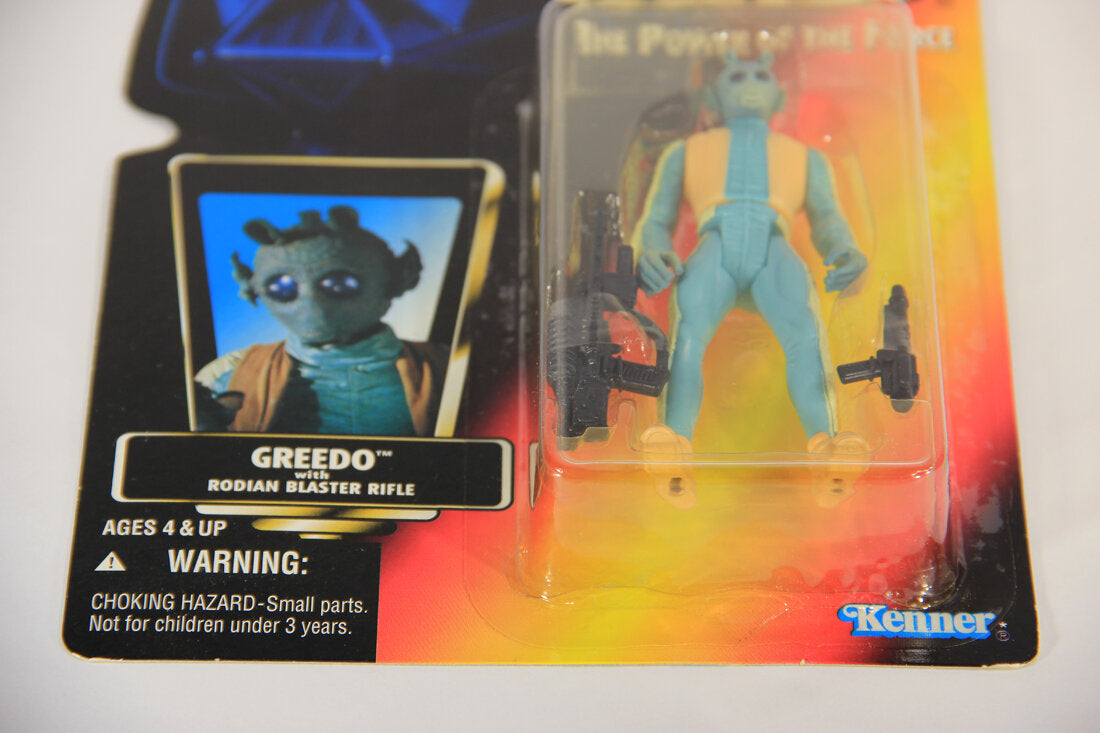 THE POWER OF THE FORCE
GREEDO™
with
RODIAN BLASTER RIFLE
AGES 4 & UP
WARNING:
CHOKING HAZARD-Small parts.
Not for children under 3 years.
Kenner®